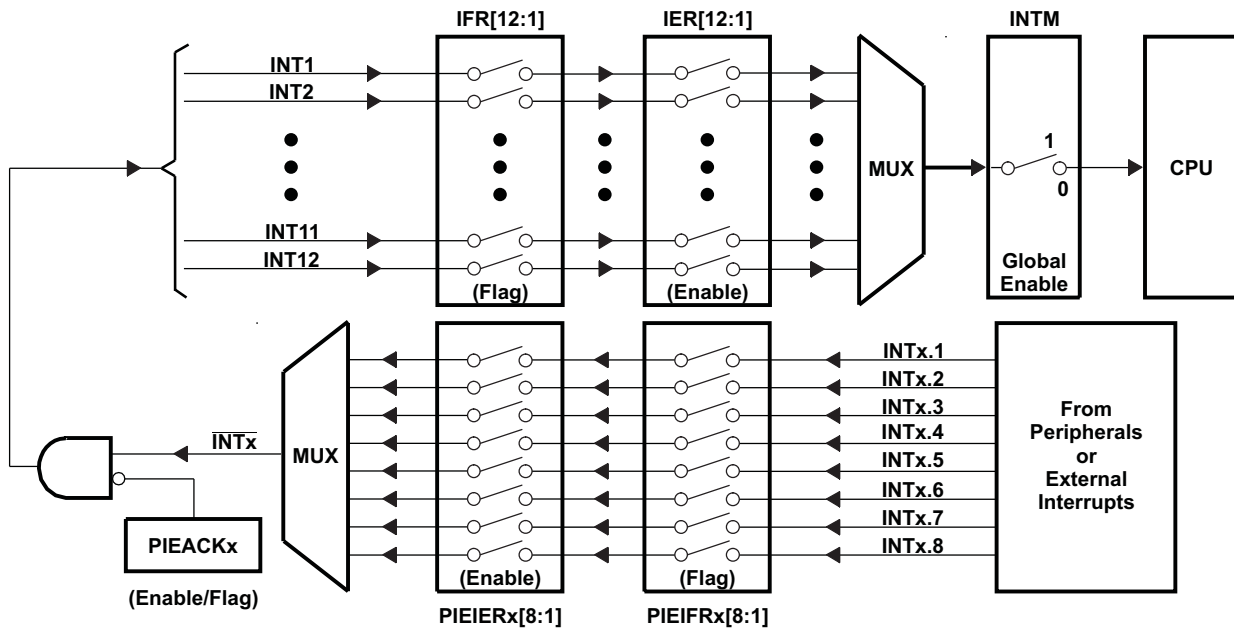 IFR[12:1]
IER[12:1]
INTM
INT1
INT2
INT11
INT12
(Flag)
(Enable)
MUX
1
0
Global
Enable
CPU
INTx
MUX
PIEACKx
(Enable/Flag)
(Enable)
PIEIERx[8:1]
(Flag)
PIEIFRx[8:1]
INTx.1
INTx.2
INTx.3
INTx.4
INTx.5
INTx.6
INTx.7
INTx.8
From
Peripherals
or
External
Interrupts